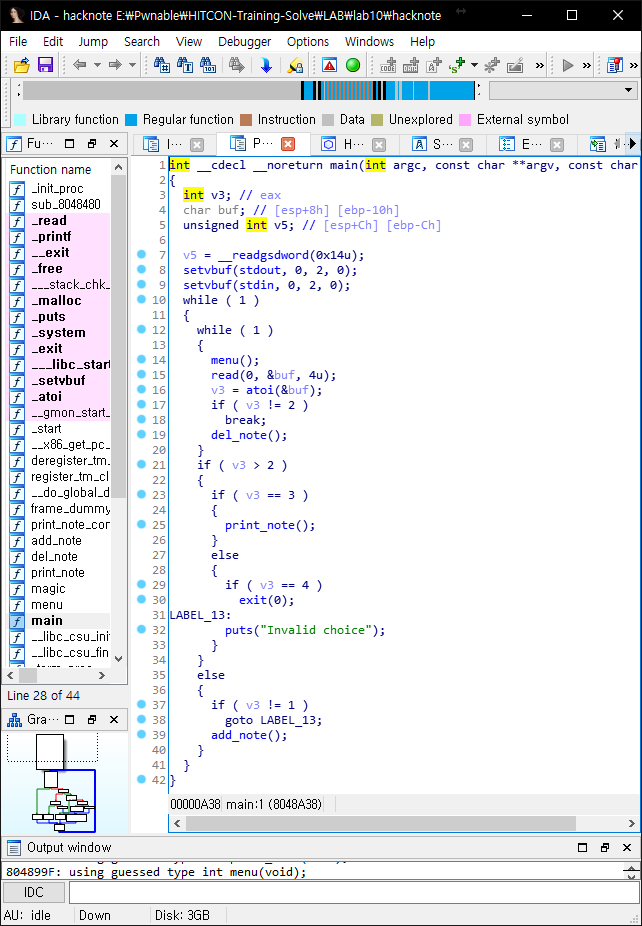 IDA - hacknote E:₩Pwnable₩HITCON-Training-Solve₩LAB₩lab10₩hacknote
File Edit Jump Search View Debugger Options Windows Help
Library function Regular function Instruction Data Unexplored External symbol
Fu··· I··· P··· H··· A··· E···
Function name
_init_proc
sub_8048480
_read
_printf
__exit
_free
___stack_chk_
_malloc
_puts
_system
_exit
___libc_start
_setvbuf
_atoi
__gmon_start_
_start
__x86_get_pc_
deregister_tm_
register_tm_cl
__do_global_d
frame_dummy
print_note_con
add_note
del_note
print_note
magic
menu
main
__libc_csu_ini
__libc_csu_fin
_term_proc
Line 28 of 44
Gra···
1 int __cdecl __noreturn main(int argc, const char **argv, const char
2 {
3 int v3; // eax
4 char buf; // [esp+8h] [ebp-10h]
5 unsigned int v5; // [esp+Ch] [ebp-Ch]
6
7 v5 = __readgsdword(0x14u);
8 setvbuf(stdout, 0, 2, 0);
9 setvbuf(stdin, 0, 2, 0);
10 while ( 1 )
11 {
12 while ( 1 )
13 {
14 menu();
15 read(0, &buf, 4u);
16 v3 = atoi(&buf);
17 if ( v3 != 2 )
18 break;
19 del_note();
20 }
21 if ( v3 > 2 )
22 {
23 if ( v3 == 3 )
24 {
25 print_note();
26 }
27 else
28 {
29 if ( v3 == 4 )
30 exit(0);
31 LABEL_13:
32 puts("Invalid choice");
33 }
34 }
35 else
36 {
37 if ( v3 != 1 )
38 goto LABEL_13;
39 add_note();
40 }
41 }
42 }
00000A38 main:1 (8048A38)
Output window
804899F: using guessed type int menu(void);
IDC
AU: idle Down Disk: 3GB